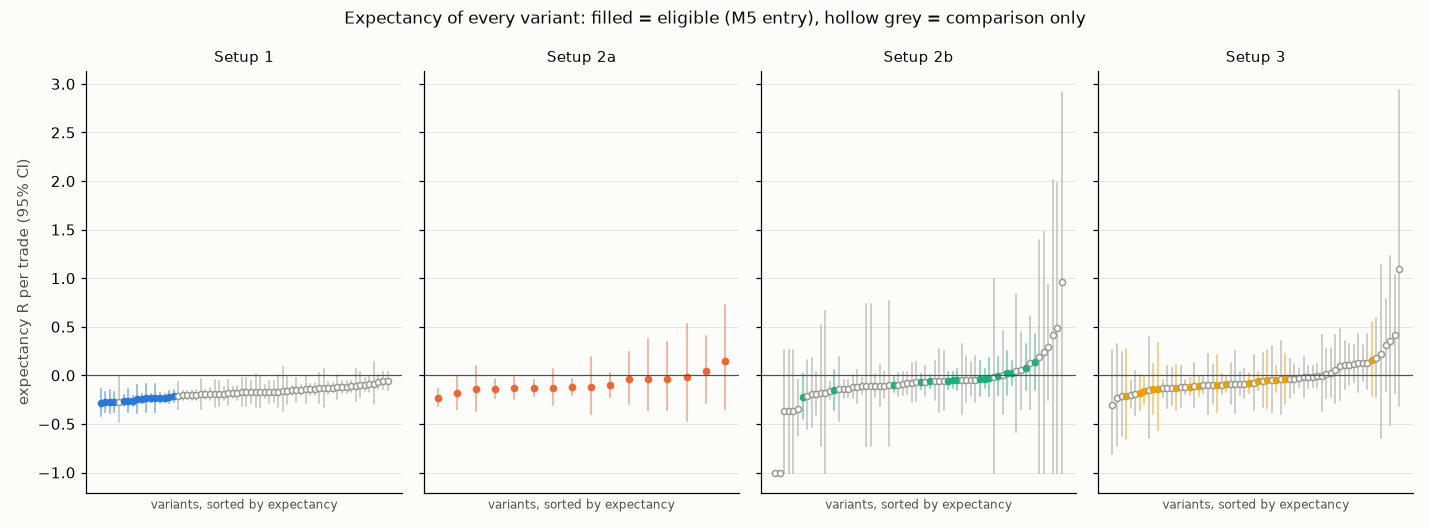 Expectancy of every variant: filled = eligible (M5 entry), hollow grey = comparison only
Setup 1
Setup 2a
Setup 2b
Setup 3
expectancy R per trade (95% CI)
3.0
2.5
2.0
1.5
1.0
0.5
0.0
−0.5
−1.0
variants, sorted by expectancy
variants, sorted by expectancy
variants, sorted by expectancy
variants, sorted by expectancy